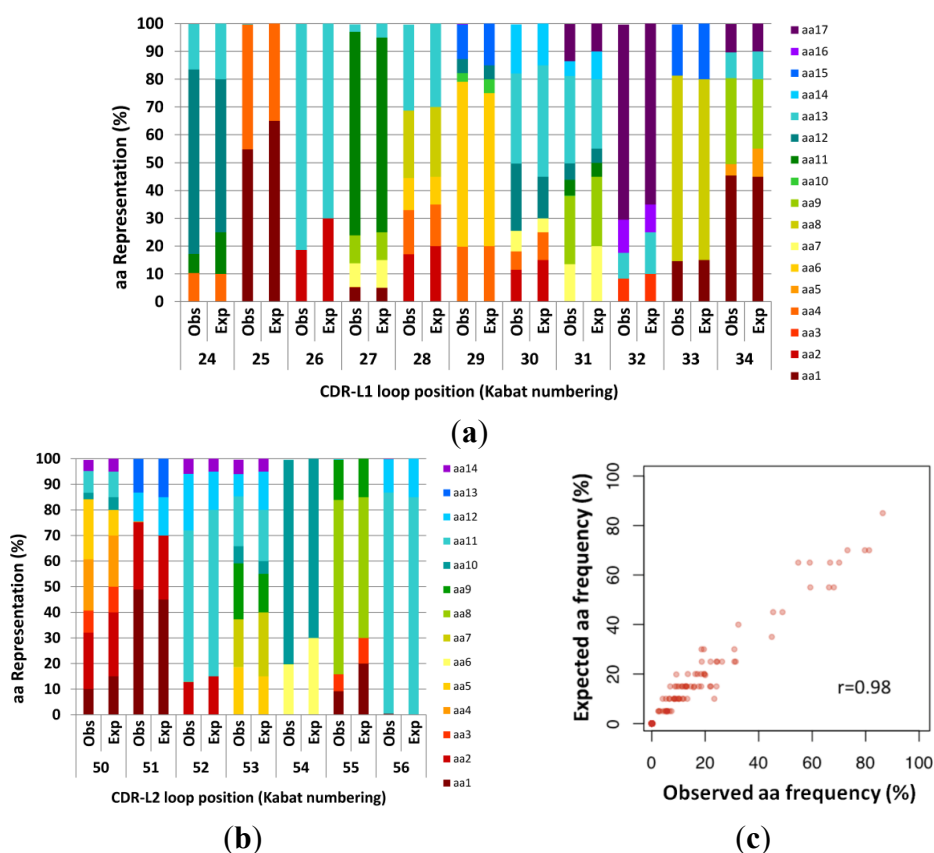 aa Representation (%)
100
90
80
70
60
50
40
30
20
10
0
Obs Exp Obs Exp Obs Exp Obs Exp Obs Exp Obs Exp Obs Exp Obs Exp Obs Exp Obs Exp Obs Exp
24 25 26 27 28 29 30 31 32 33 34
CDR-L1 loop position (Kabat numbering)
aa17
aa16
aa15
aa14
aa13
aa12
aa11
aa10
aa9
aa8
aa7
aa6
aa5
aa4
aa3
aa2
aa1
(a)
aa Representation (%)
100
90
80
70
60
50
40
30
20
10
0
Obs Exp Obs Exp Obs Exp Obs Exp Obs Exp Obs Exp Obs Exp
50 51 52 53 54 55 56
CDR-L2 loop position (Kabat numbering)
aa14
aa13
aa12
aa11
aa10
aa9
aa8
aa7
aa6
aa5
aa4
aa3
aa2
aa1
(b)
Expected aa frequency (%)
100
80
60
40
20
0
r=0.98
0 20 40 60 80 100
Observed aa frequency (%)
(c)